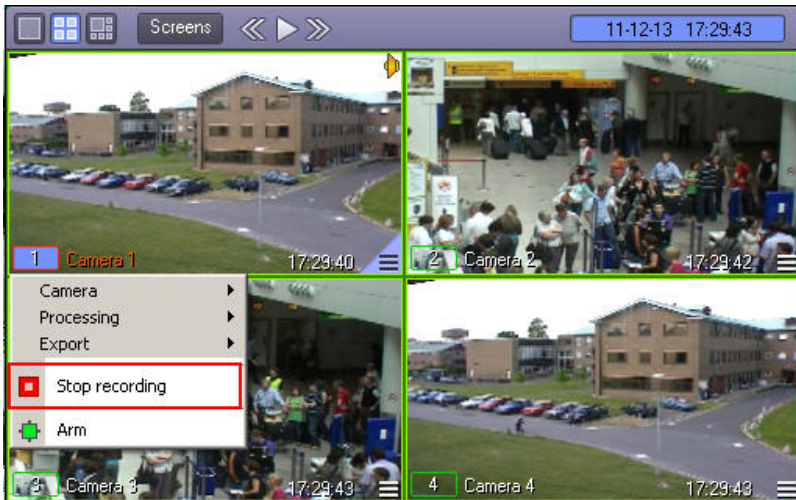 Screens
11-12-13 17:29:43
1 Camera 1 17:29:40
2 Camera 2 17:29:42
Camera
Processing
Export
Stop recording
Arm
3 Camera 3 17:29:43
4 Camera 4 17:29:43